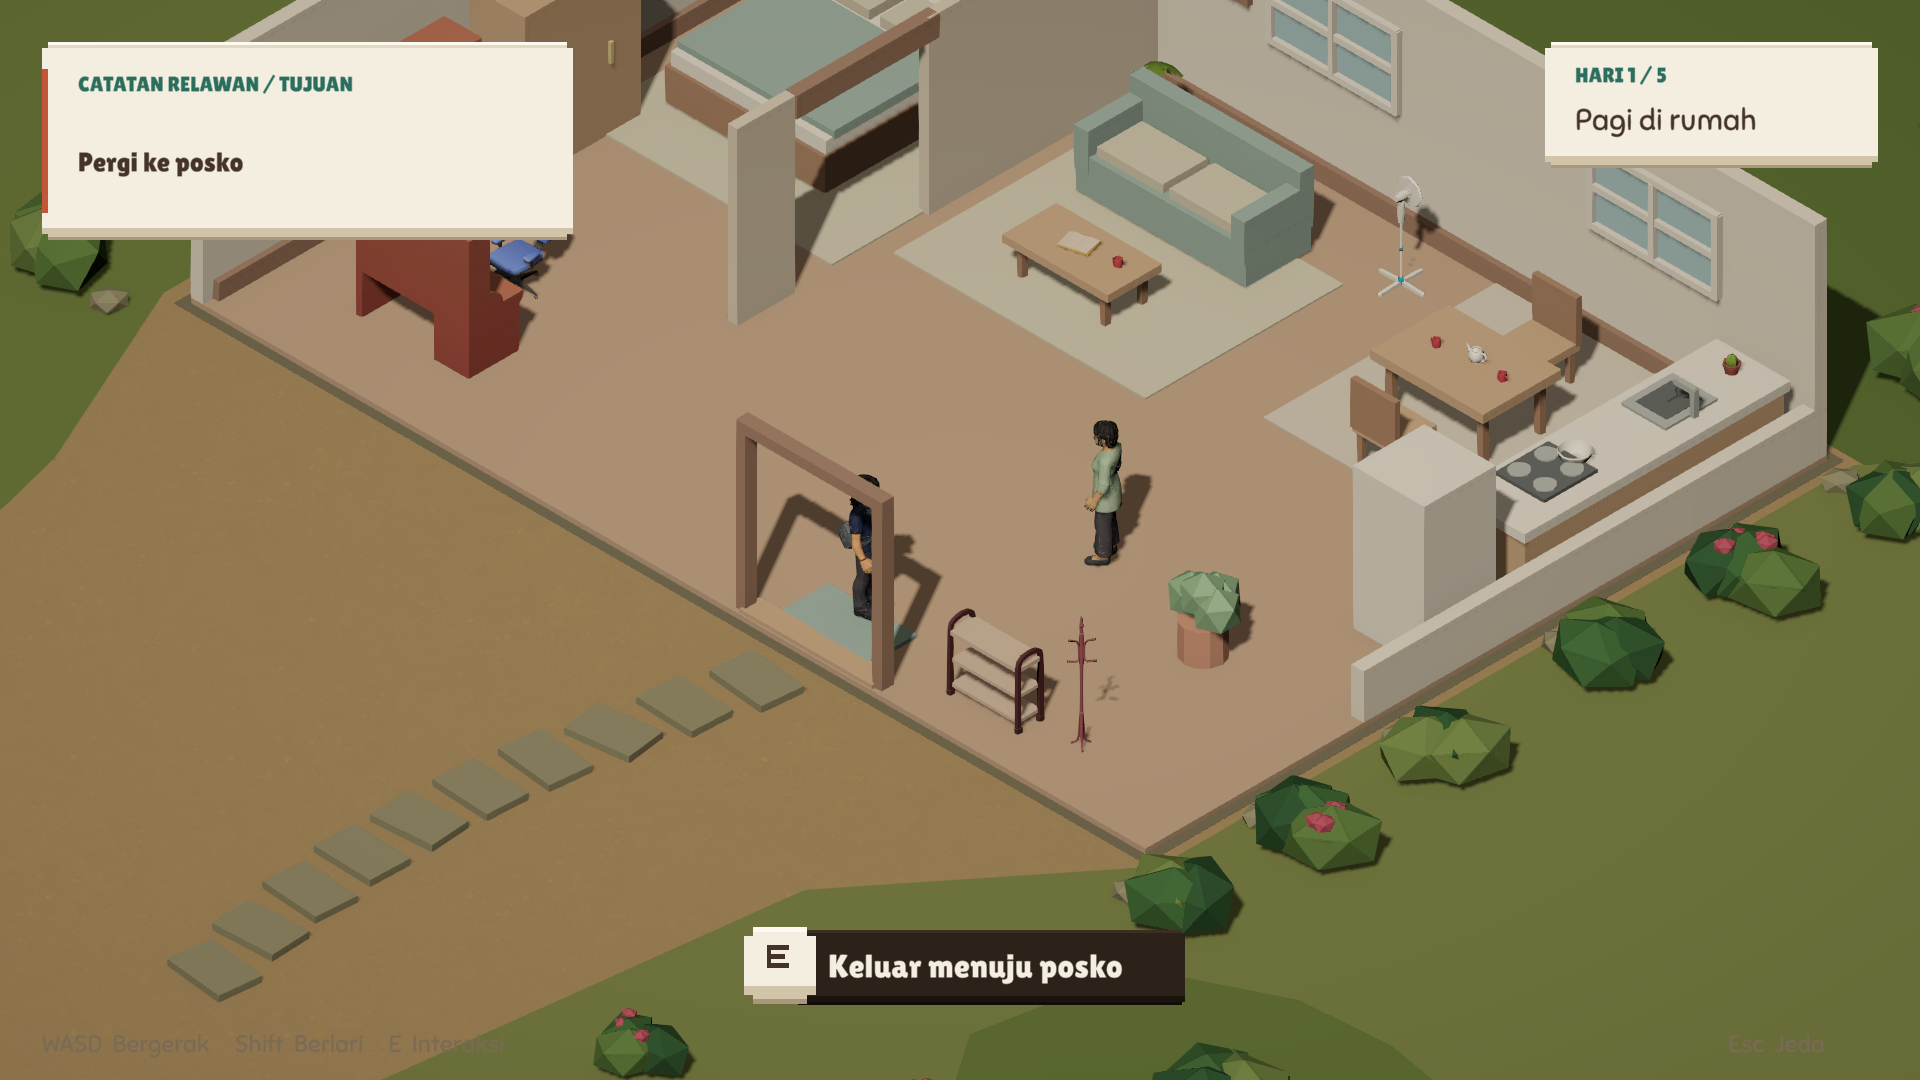 CATATAN RELAWAN / TUJUAN
Pergi ke posko
HARI 1 / 5
Pagi di rumah
E Keluar menuju posko
WASD Bergerak Shift Berlari E Interaksi
Esc Jeda